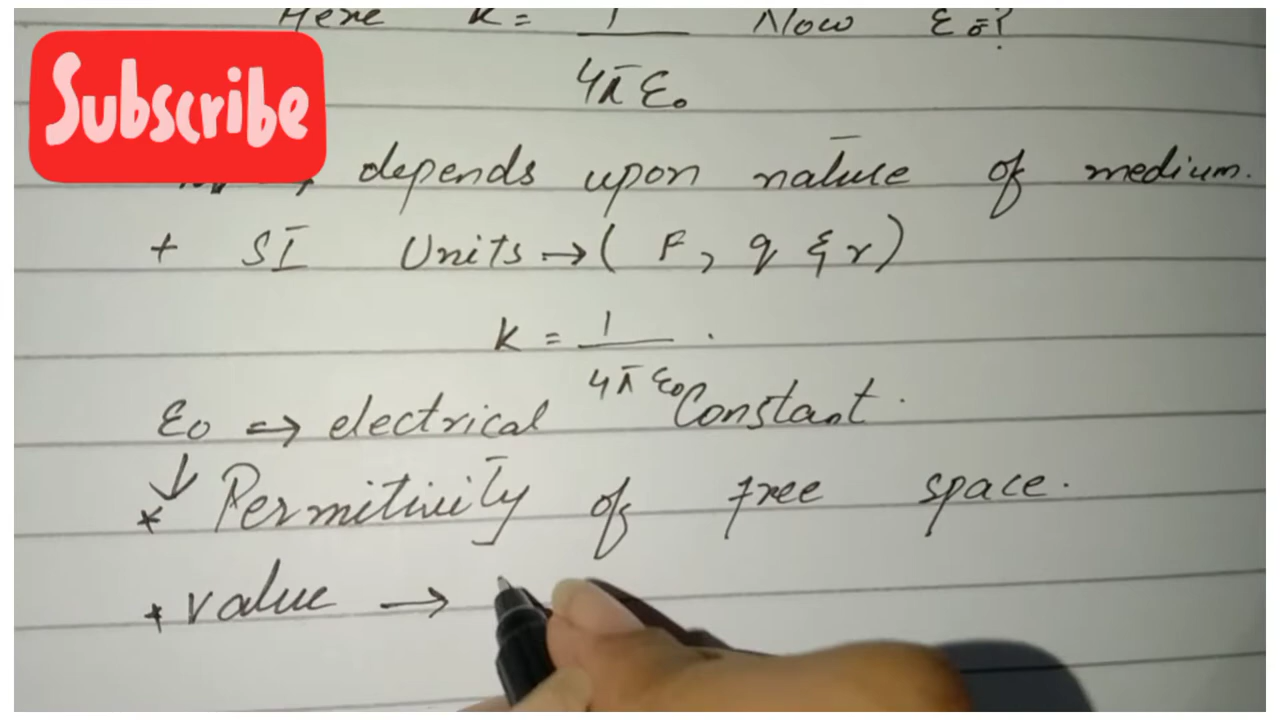 Here K = 1 Now ε0=?
4π ε0
Subscribe
depends upon nature of medium.
+ SI Units → ( F, q & r )
K = 1 .
4π ε0
ε0 ⇒ electrical Constant.
↓
* Permitivity of free space.
* value →